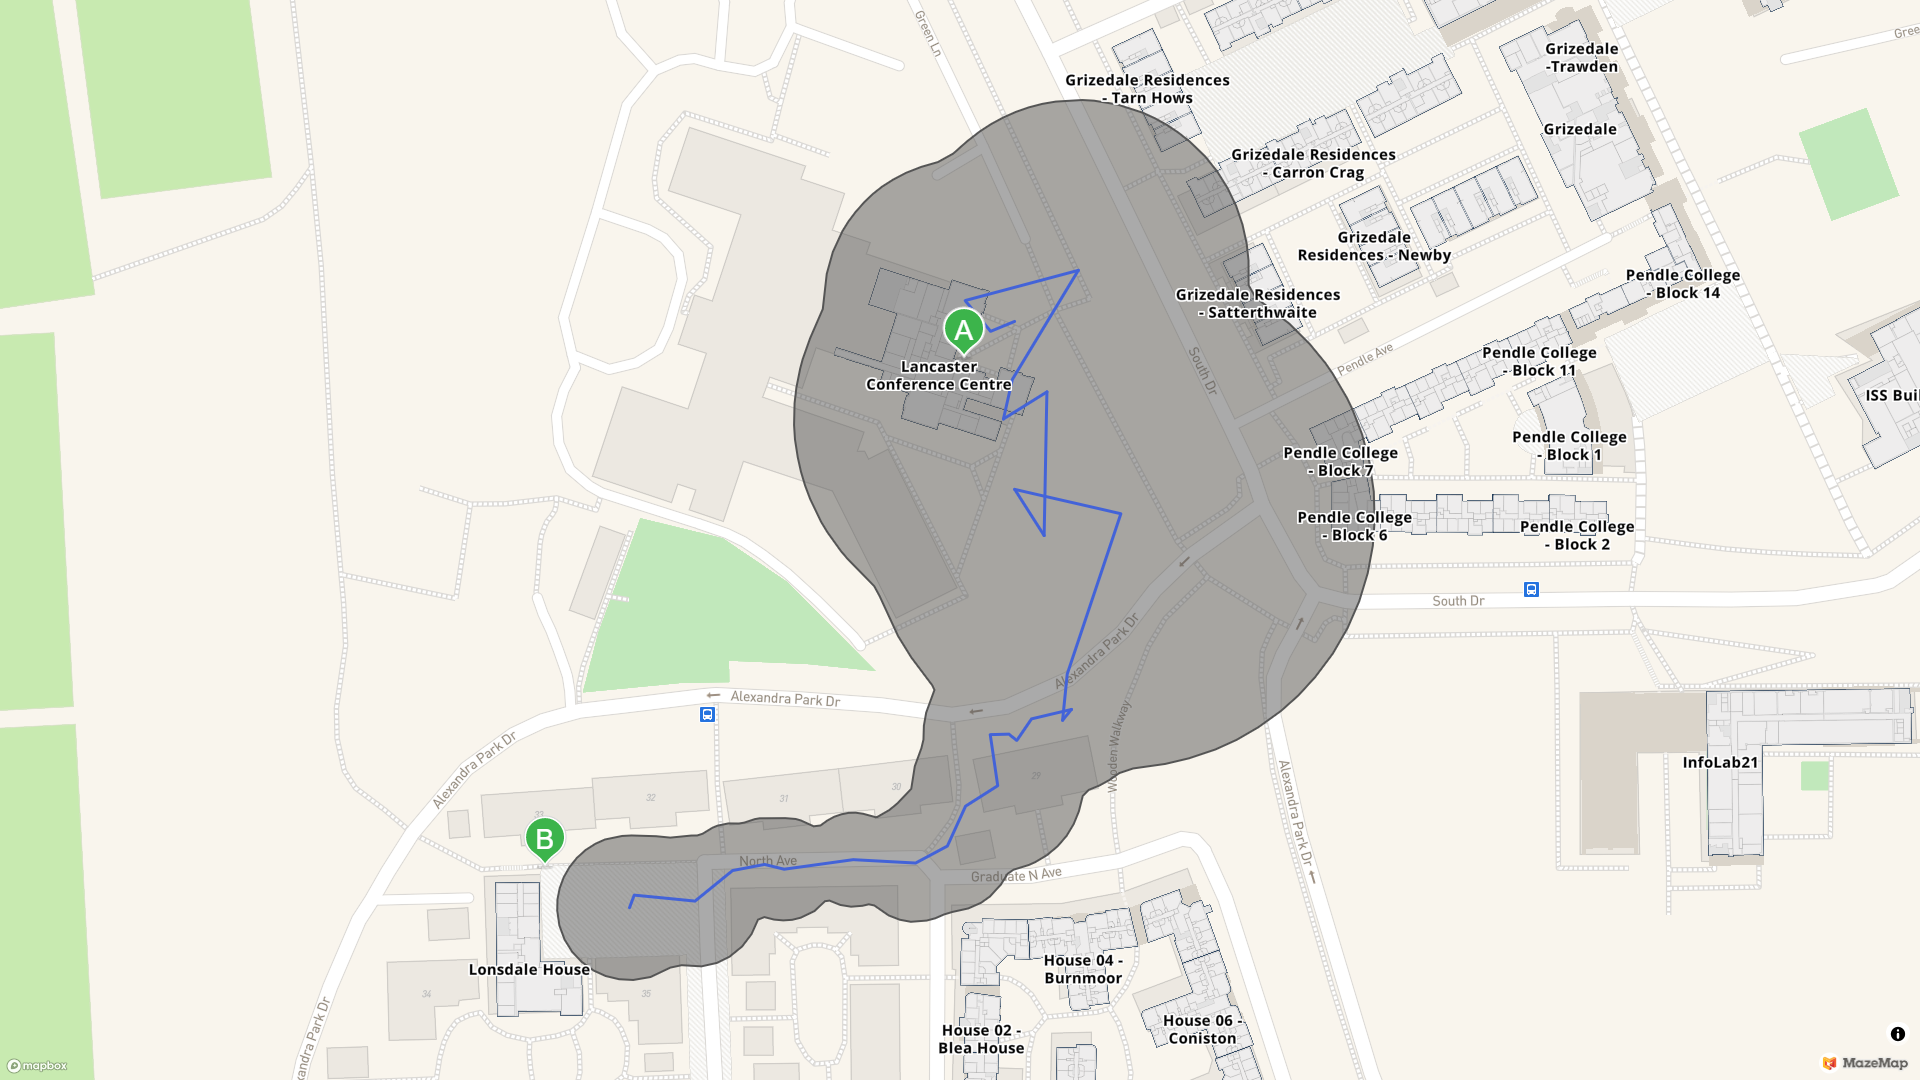 Green Ln
Gree
Grizedale
-Trawden
Grizedale Residences
- Tarn Hows
Grizedale
Grizedale Residences
- Carron Crag
Grizedale
Residences - Newby
Pendle College
- Block 14
Grizedale Residences
- Satterthwaite
A
Lancaster
Conference Centre
South Dr
Pendle Ave
Pendle College
- Block 11
ISS Buil
Pendle College
- Block 1
Pendle College
- Block 7
Pendle College
- Block 6
Pendle College
- Block 2
South Dr
Alexandra Park Dr
Alexandra Park Dr
Alexandra Park Dr
Wooden Walkway
InfoLab21
29
30
31
32
33
B
North Ave
Graduate N Ave
Alexandra Park Dr
Lonsdale House
34
35
House 04 -
Burnmoor
House 02 -
Blea House
House 06 -
Coniston
xandra Park Dr
mapbox
i
MazeMap